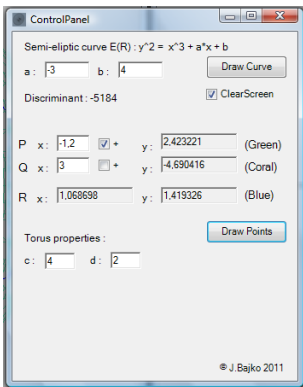 ControlPanel
Semi-eliptic curve E(R) : y^2 = x^3 + a*x + b
a : -3 b : 4 Draw Curve
Discriminant : -5184 ClearScreen
P x : -1,2 + y : 2,423221 (Green)
Q x : 3 + y : -4,690416 (Coral)
R x : 1,068698 y : 1,419326 (Blue)
Draw Points
Torus properties :
c : 4 d : 2
© J.Bajko 2011